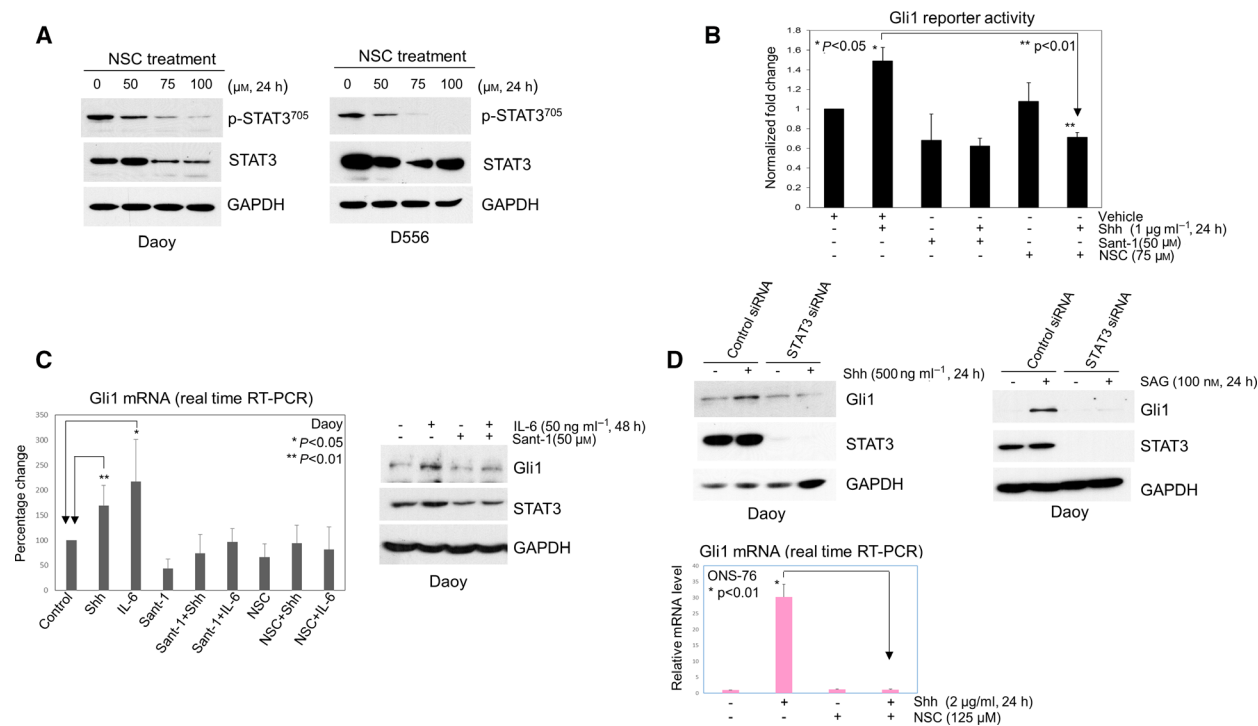 A
NSC treatment
0 50 75 100 (µM, 24 h)
p-STAT3705
STAT3
GAPDH
Daoy
NSC treatment
0 50 75 100 (µM, 24 h)
p-STAT3705
STAT3
GAPDH
D556
B
Gli1 reporter activity
* P<0.05
*
** p<0.01
**
Normalized fold change
1.8
1.6
1.4
1.2
1
0.8
0.6
0.4
0.2
0
+ + - - - - Vehicle
- + - + - + Shh (1 µg ml−1, 24 h)
- - + + - - Sant-1(50 µM)
- - - - + + NSC (75 µM)
C
Gli1 mRNA (real time RT-PCR)
Percentage change
350
300
250
200
150
100
50
0
Daoy
* P<0.05
** P<0.01
**
*
Control
Shh
IL-6
Sant-1
Sant-1+Shh
Sant-1+IL-6
NSC
NSC+Shh
NSC+IL-6
- + - + IL-6 (50 ng ml−1, 48 h)
- - + + Sant-1(50 µM)
Gli1
STAT3
GAPDH
Daoy
D
Control siRNA
STAT3 siRNA
- + - + Shh (500 ng ml−1, 24 h)
Gli1
STAT3
GAPDH
Daoy
Control siRNA
STAT3 siRNA
- + - + SAG (100 nM, 24 h)
Gli1
STAT3
GAPDH
Daoy
Gli1 mRNA (real time RT-PCR)
Relative mRNA level
40
35
30
25
20
15
10
5
0
ONS-76
* p<0.01
*
- + - + Shh (2 µg/ml, 24 h)
- - + + NSC (125 µM)